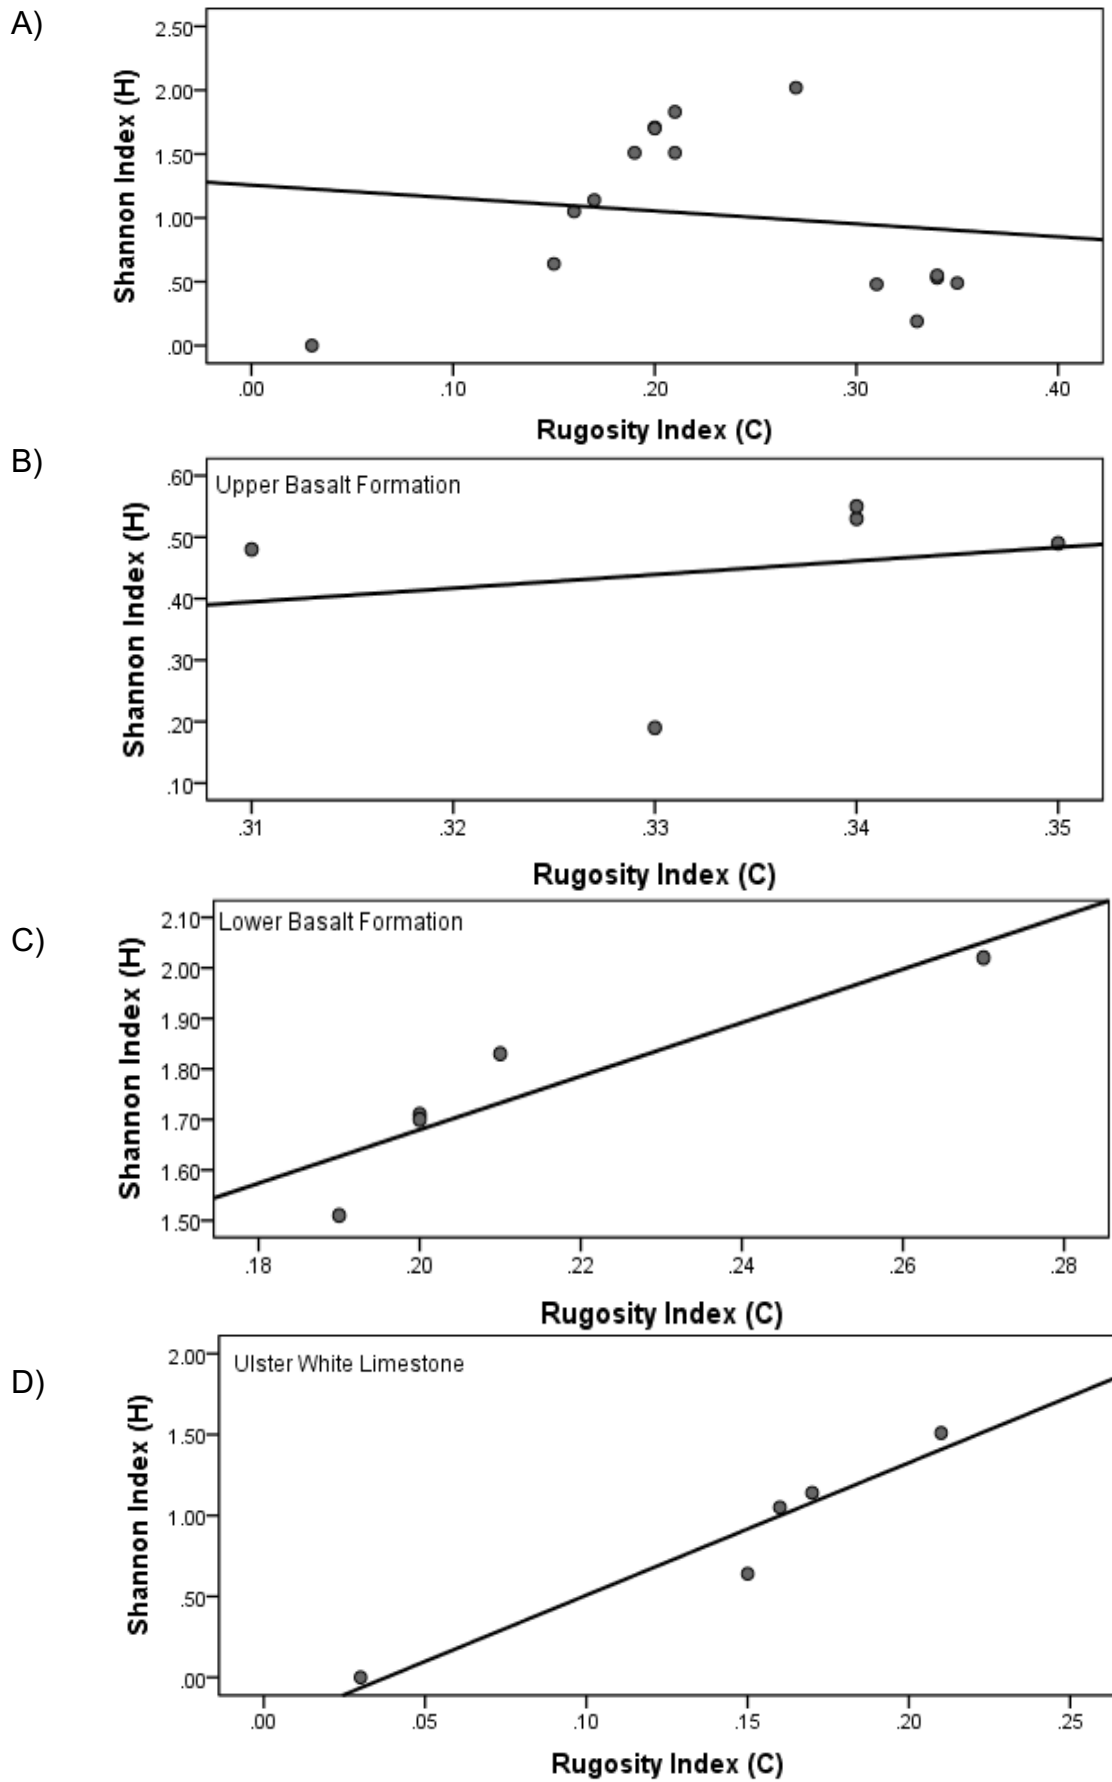 A)
Shannon Index (H)
2.50
2.00
1.50
1.00
.50
.00
.00 .10 .20 .30 .40
Rugosity Index (C)
B)
Upper Basalt Formation
Shannon Index (H)
.60
.50
.40
.30
.20
.10
.31 .32 .33 .34 .35
Rugosity Index (C)
C)
Lower Basalt Formation
Shannon Index (H)
2.10
2.00
1.90
1.80
1.70
1.60
1.50
.18 .20 .22 .24 .26 .28
Rugosity Index (C)
D)
Ulster White Limestone
Shannon Index (H)
2.00
1.50
1.00
.50
.00
.00 .05 .10 .15 .20 .25
Rugosity Index (C)